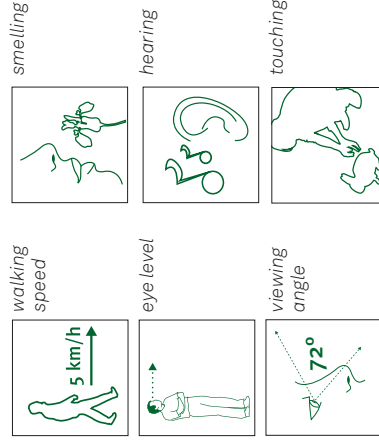 walking
speed
5 km/h
eye level
viewing
angle
72°
smelling
hearing
touching